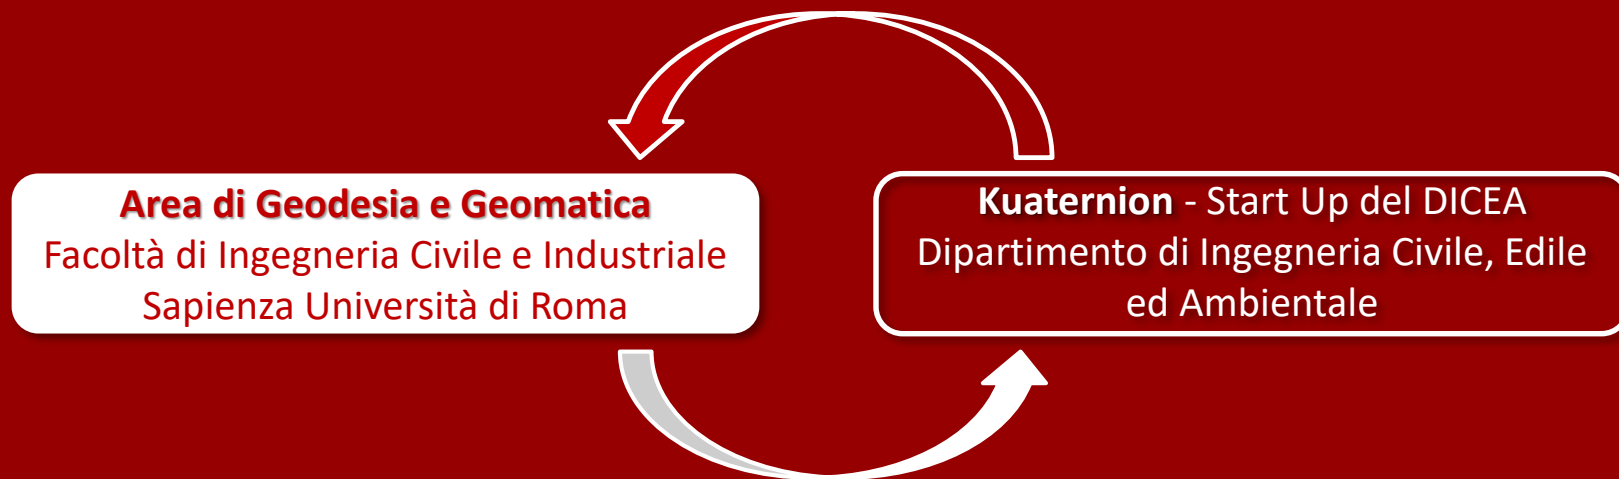 Area di Geodesia e Geomatica
Facoltà di Ingegneria Civile e Industriale
Sapienza Università di Roma
Kuaternion - Start Up del DICEA
Dipartimento di Ingegneria Civile, Edile
ed Ambientale